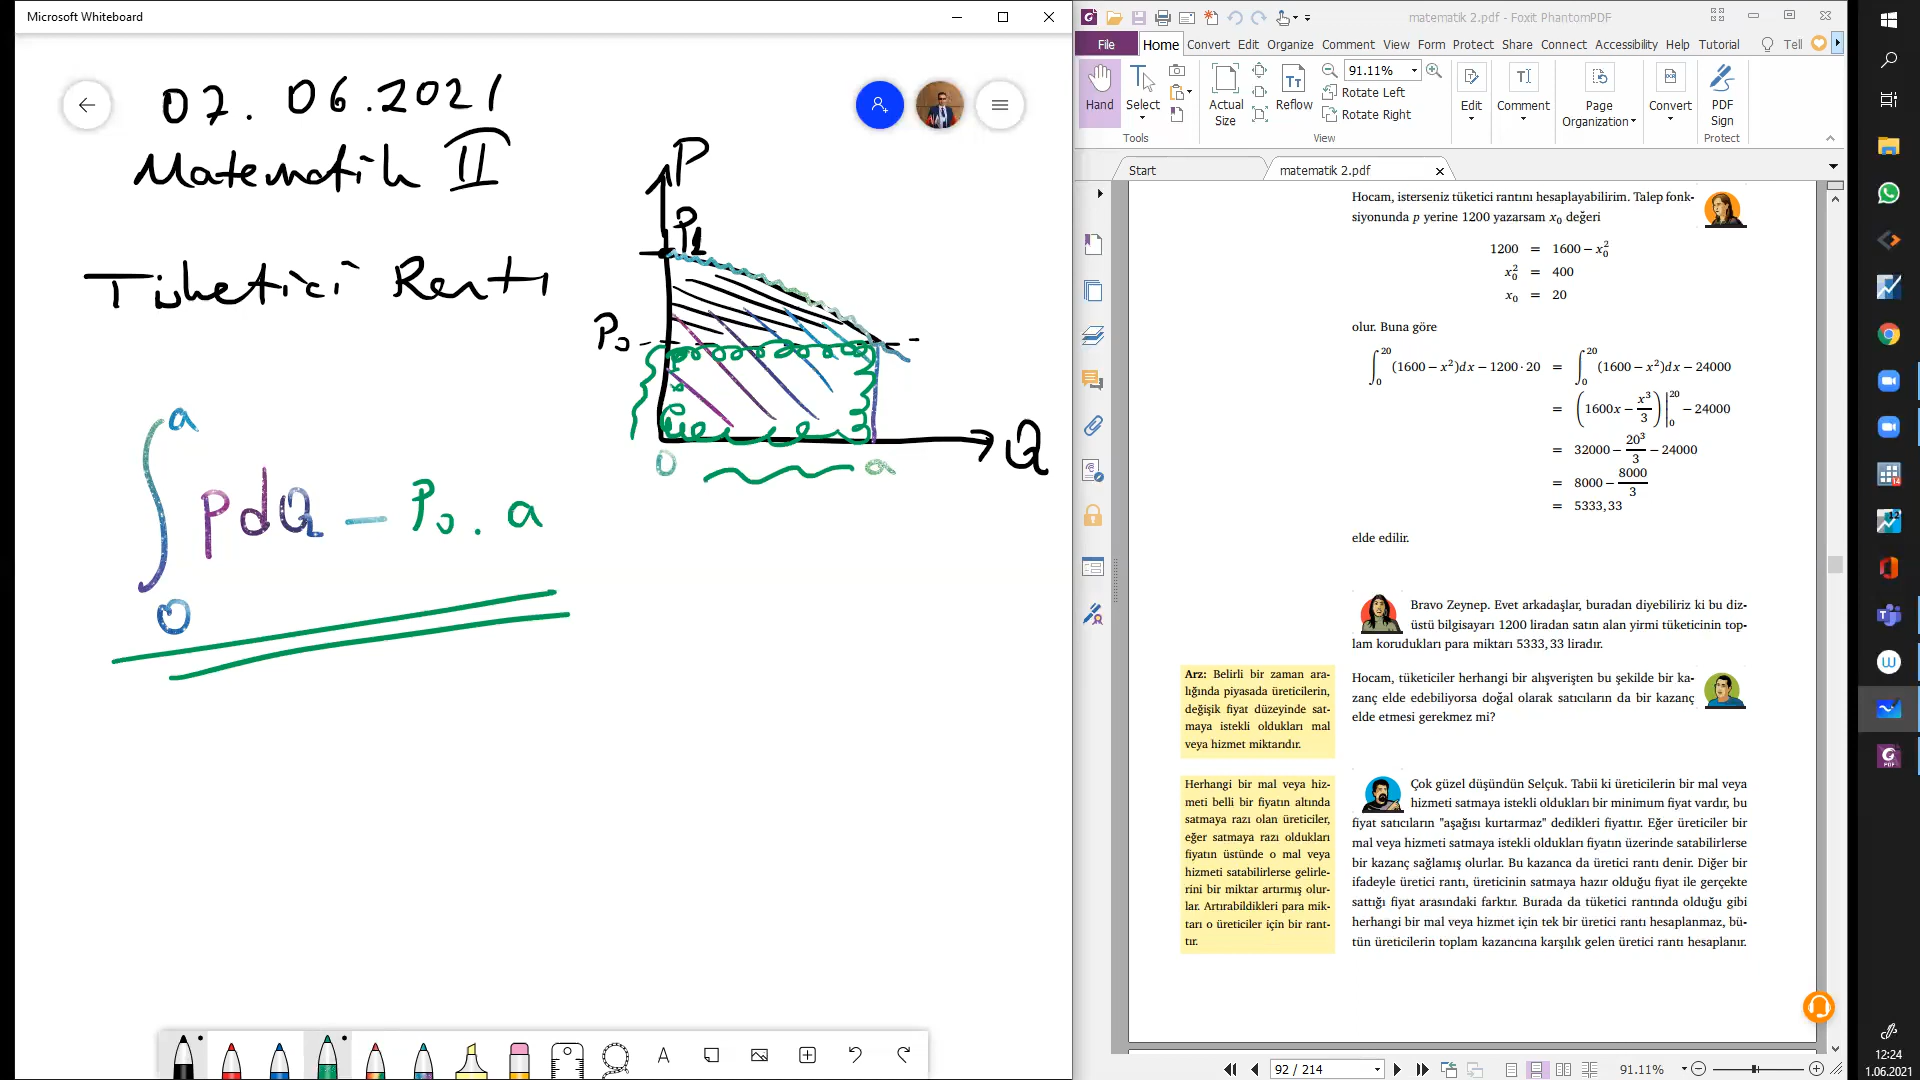 Microsoft Whiteboard
07. 06.2021
Matematik II
Tüketici Rantı
P
P1
P0
0
a
Q
a
∫ PdQ – P0 . a
0
matematik 2.pdf - Foxit PhantomPDF
File Home Convert Edit Organize Comment View Form Protect Share Connect Accessibility Help Tutorial Tell
Hand
Select
Actual Size
Reflow
91.11%
Rotate Left
Rotate Right
Edit
Comment
Page Organization
Convert
PDF Sign
Tools
View
Protect
Start
matematik 2.pdf
Hocam, isterseniz tüketici rantını hesaplayabilirim. Talep fonk-
siyonunda p yerine 1200 yazarsam x₀ değeri
1200 = 1600 – x₀²
x₀² = 400
x₀ = 20
olur. Buna göre
∫₀²⁰ (1600 – x²)dx – 1200·20 = ∫₀²⁰ (1600 – x²)dx – 24000
= (1600x – x³/3) |₀²⁰ – 24000
= 32000 – 20³/3 – 24000
= 8000 – 8000/3
= 5333,33
elde edilir.
Bravo Zeynep. Evet arkadaşlar, buradan diyebiliriz ki bu diz-
üstü bilgisayarı 1200 liradan satın alan yirmi tüketicinin top-
lam korudukları para miktarı 5333,33 liradır.
Arz: Belirli bir zaman ara-
lığında piyasada üreticilerin,
değişik fiyat düzeyinde sat-
maya istekli oldukları mal
veya hizmet miktarıdır.
Hocam, tüketiciler herhangi bir alışverişten bu şekilde bir ka-
zanç elde edebiliyorsa doğal olarak satıcıların da bir kazanç
elde etmesi gerekmez mi?
Herhangi bir mal veya hiz-
meti belli bir fiyatın altında
satmaya razı olan üreticiler,
eğer satmaya razı oldukları
fiyatın üstünde o mal veya
hizmeti satabilirlerse gelirle-
rini bir miktar artırmış olur-
lar. Artırabildikleri para mik-
tarı o üreticiler için bir rant-
tır.
Çok güzel düşündün Selçuk. Tabii ki üreticilerin bir mal veya
hizmeti satmaya istekli oldukları bir minimum fiyat vardır, bu
fiyat satıcıların "aşağısı kurtarmaz" dedikleri fiyattır. Eğer üreticiler bir
mal veya hizmeti satmaya istekli oldukları fiyatın üzerinde satabilirlerse
bir kazanç sağlamış olurlar. Bu kazanca da üretici rantı denir. Diğer bir
ifadeyle üretici rantı, üreticinin satmaya hazır olduğu fiyat ile gerçekte
sattığı fiyat arasındaki farktır. Burada da tüketici rantında olduğu gibi
herhangi bir mal veya hizmet için tek bir üretici rantı hesaplanmaz, bü-
tün üreticilerin toplam kazancına karşılık gelen üretici rantı hesaplanır.
92 / 214
91.11%
12:24
1.06.2021